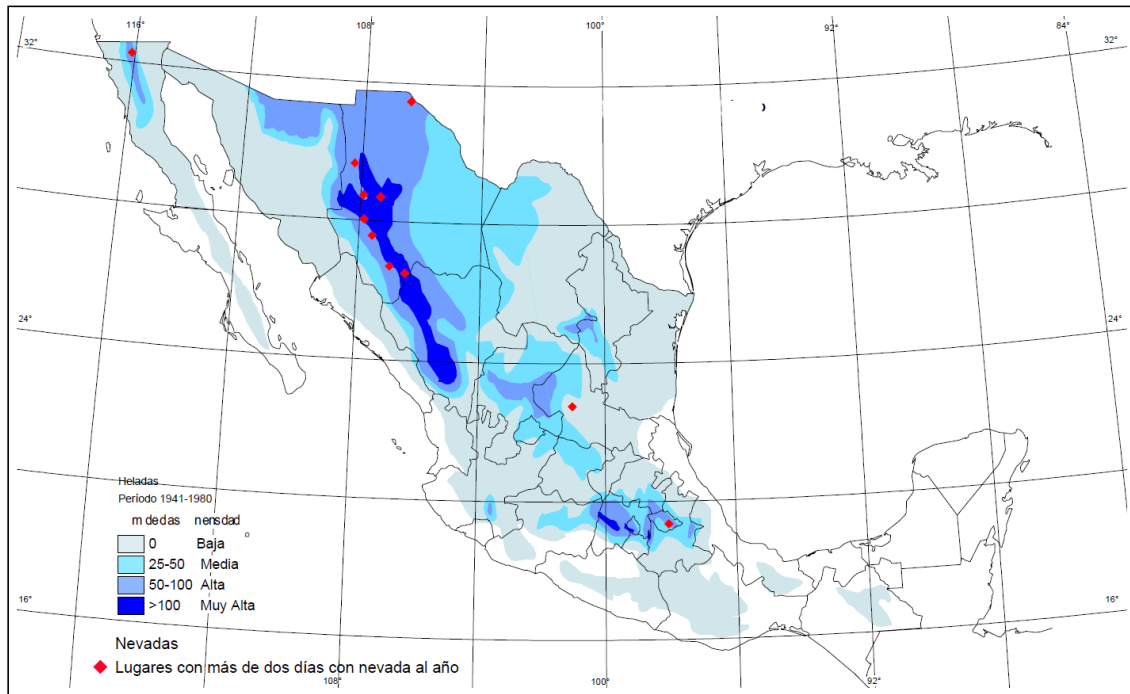 116°
108°
100°
92°
84°
32°
32°
24°
24°
Heladas
Período 1941-1980
m dedas nensdad
0 Baja
25-50 Media
50-100 Alta
>100 Muy Alta
16°
16°
Nevadas
Lugares con más de dos días con nevada al año
108°
100°
92°